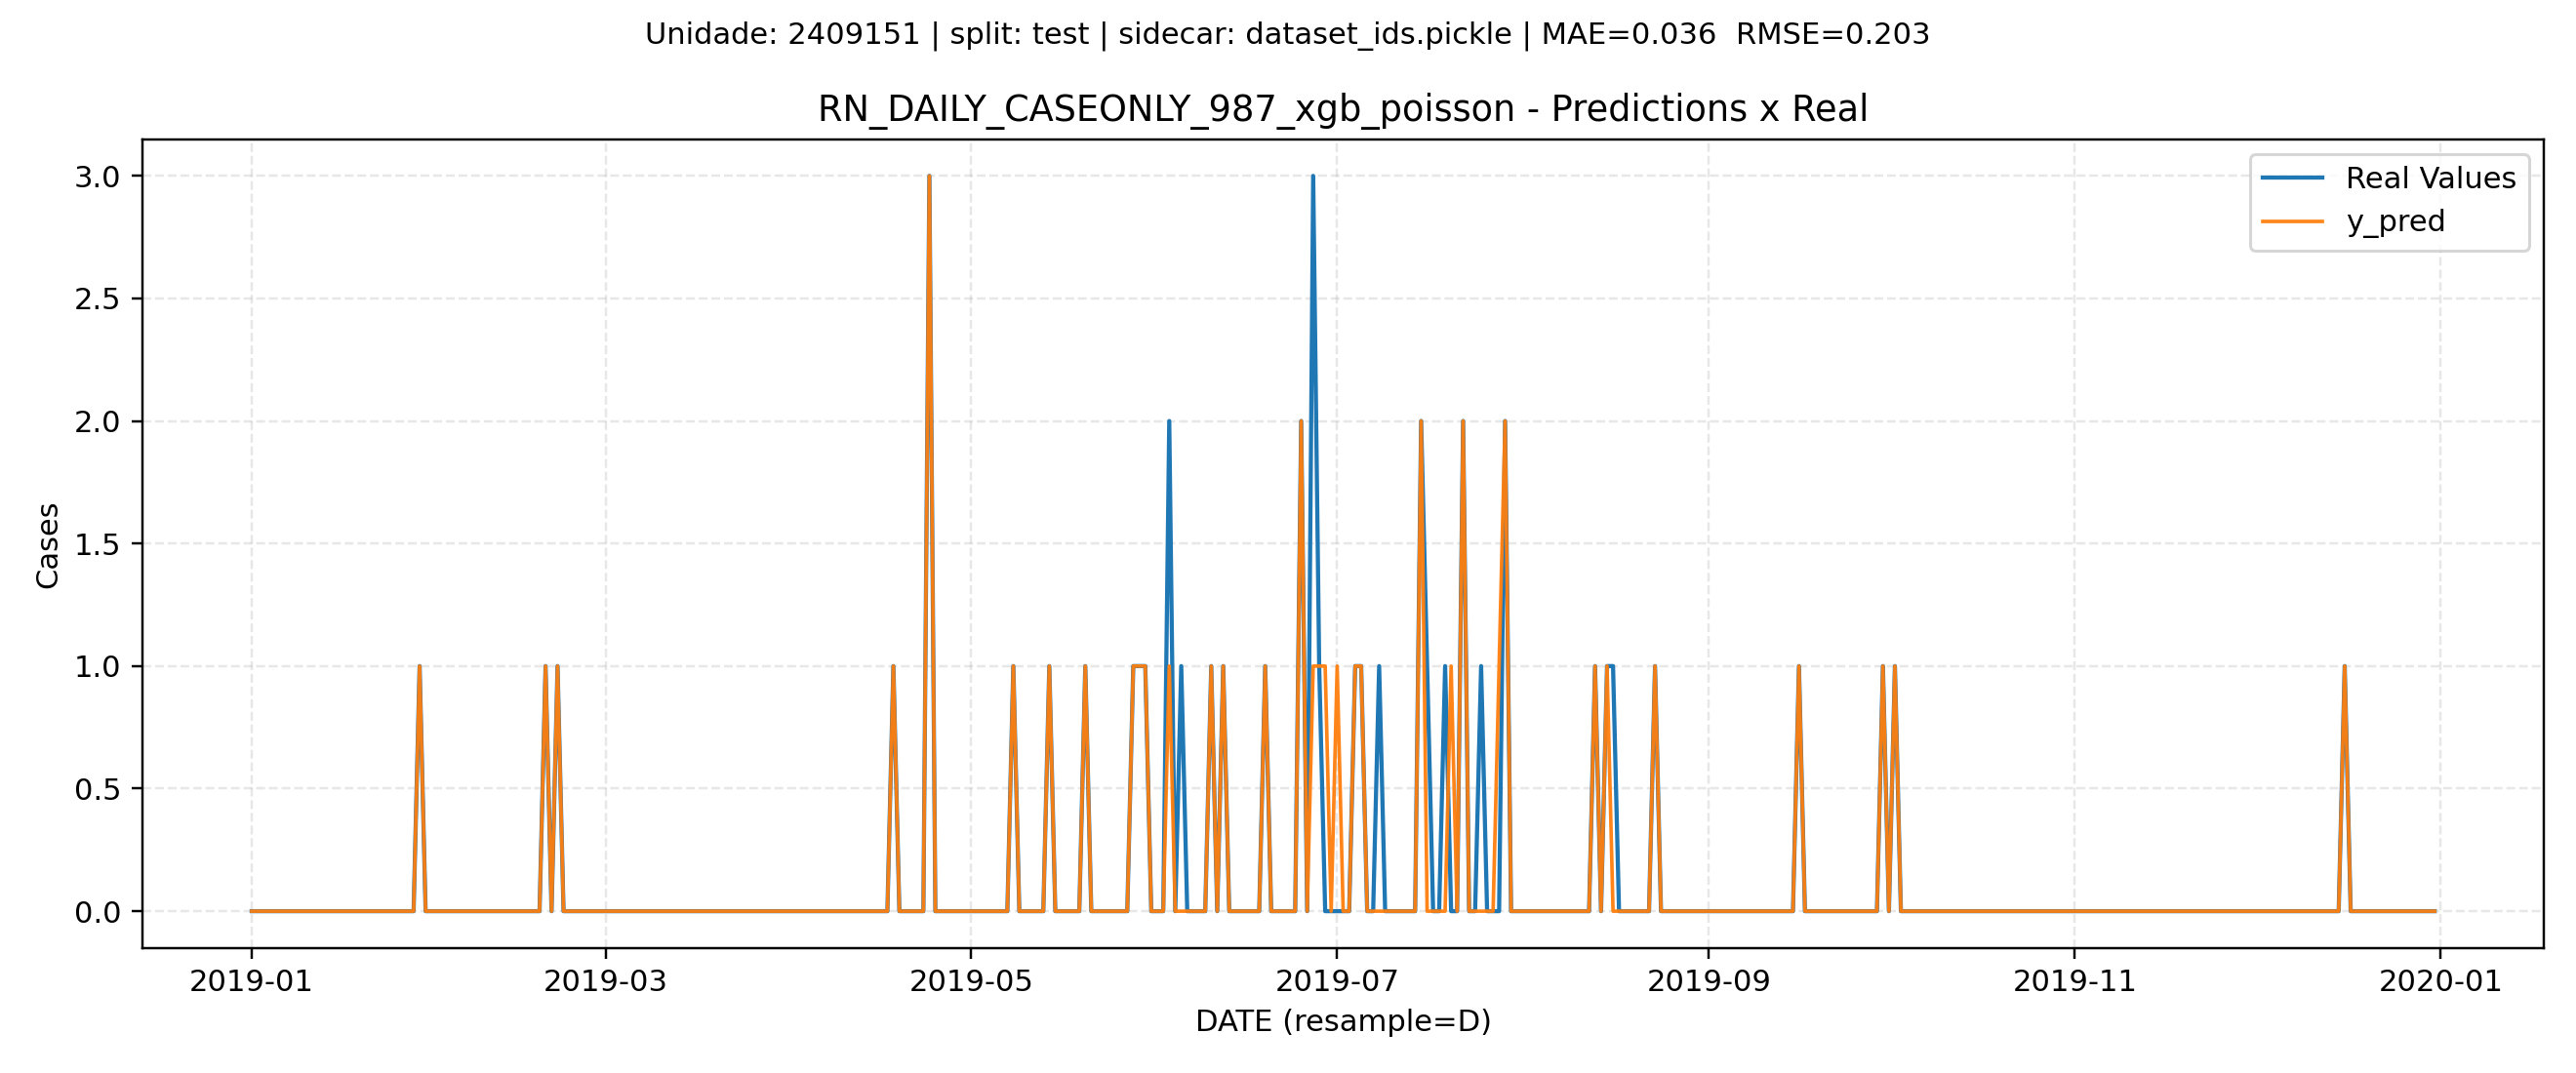 Unidade: 2409151 | split: test | sidecar: dataset_ids.pickle | MAE=0.036  RMSE=0.203
RN_DAILY_CASEONLY_987_xgb_poisson - Predictions x Real
Real Values
y_pred
3.0
2.5
2.0
1.5
1.0
0.5
0.0
Cases
2019-01 2019-03 2019-05 2019-07 2019-09 2019-11 2020-01
DATE (resample=D)